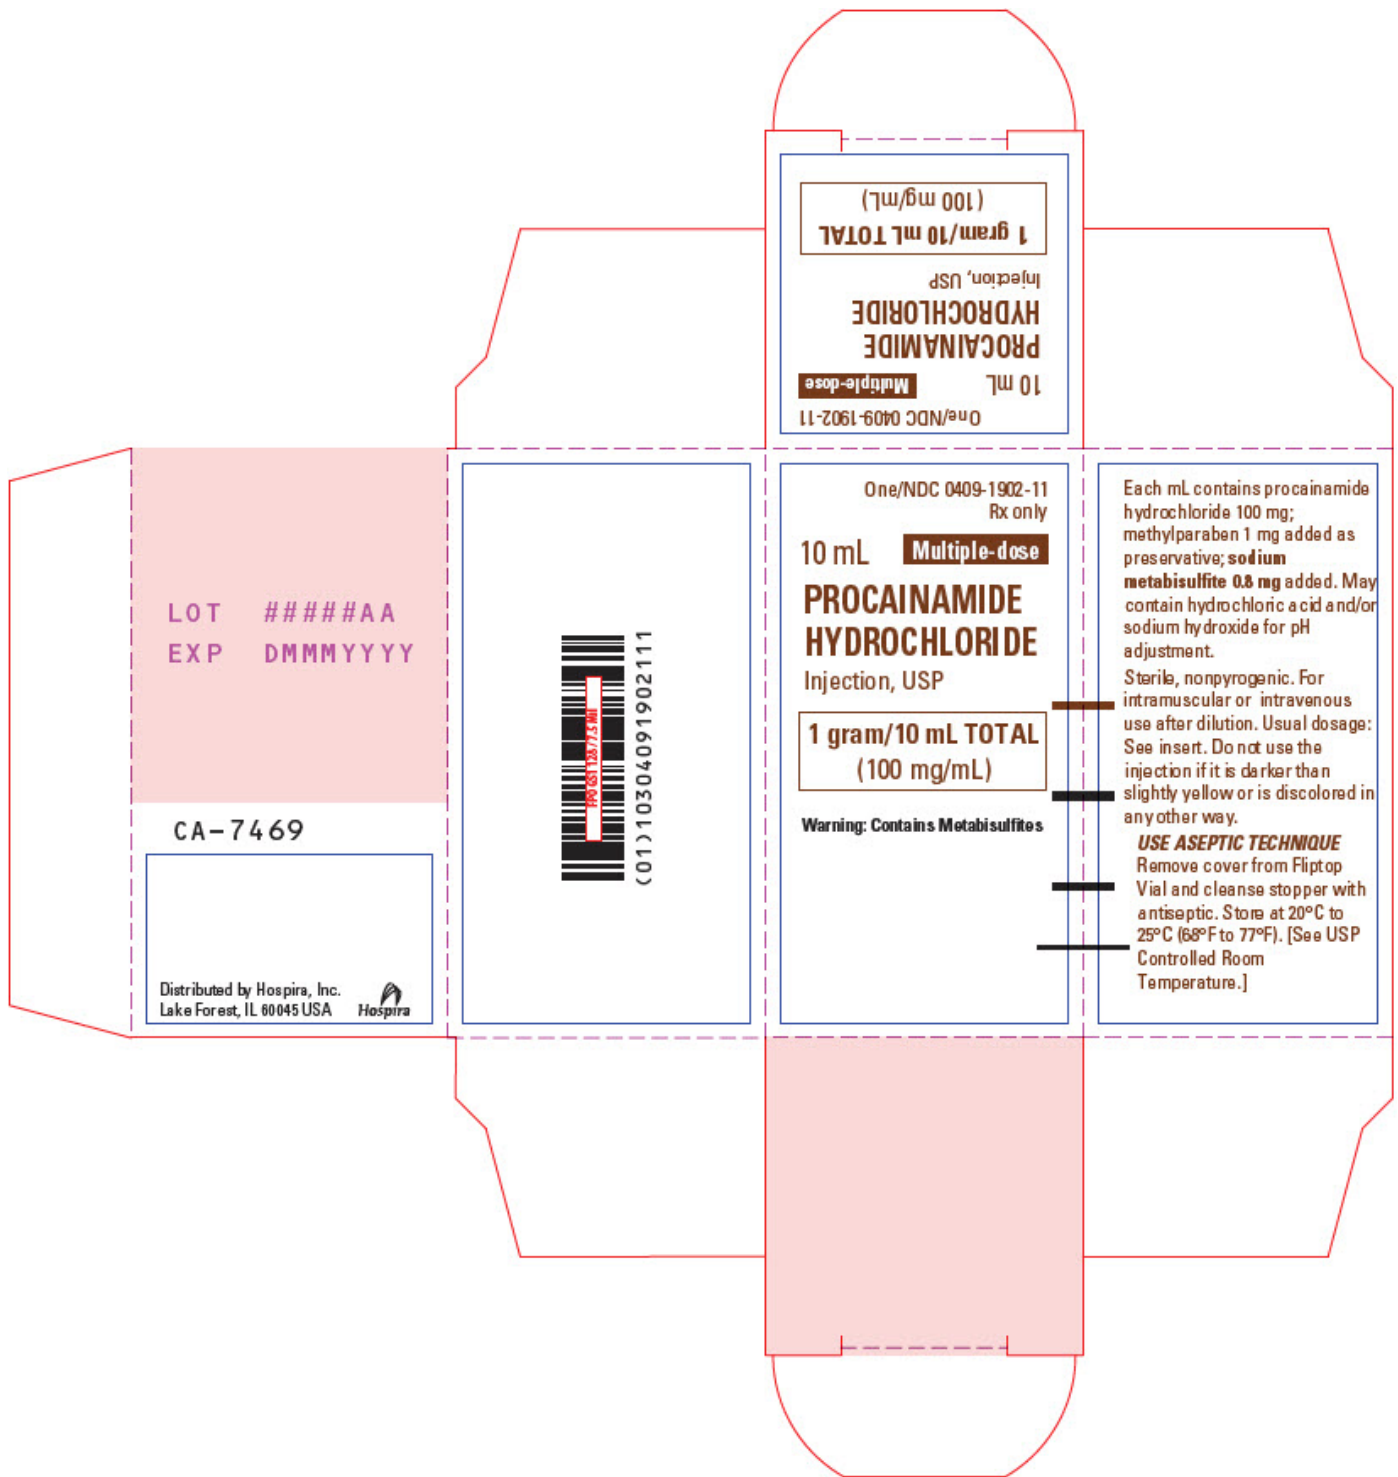 1 gram/10 mL TOTAL
(100 mg/mL)
Injection, USP
HYDROCHLORIDE
PROCAINAMIDE
10 mL Multiple-dose
One/NDC 0409-1902-11
LOT #####AA
EXP DMMMYYYY
CA-7469
Distributed by Hospira, Inc.
Lake Forest, IL 60045 USA
Hospira
FPO GS1 128/7.5 Mil
(01)10304091902111
One/NDC 0409-1902-11
Rx only
10 mL Multiple-dose
PROCAINAMIDE
HYDROCHLORIDE
Injection, USP
1 gram/10 mL TOTAL
(100 mg/mL)
Warning: Contains Metabisulfites
Each mL contains procainamide
hydrochloride 100 mg;
methylparaben 1 mg added as
preservative; sodium
metabisulfite 0.8 mg added. May
contain hydrochloric acid and/or
sodium hydroxide for pH
adjustment.
Sterile, nonpyrogenic. For
intramuscular or intravenous
use after dilution. Usual dosage:
See insert. Do not use the
injection if it is darker than
slightly yellow or is discolored in
any other way.
USE ASEPTIC TECHNIQUE
Remove cover from Fliptop
Vial and cleanse stopper with
antiseptic. Store at 20°C to
25°C (68°F to 77°F). [See USP
Controlled Room
Temperature.]